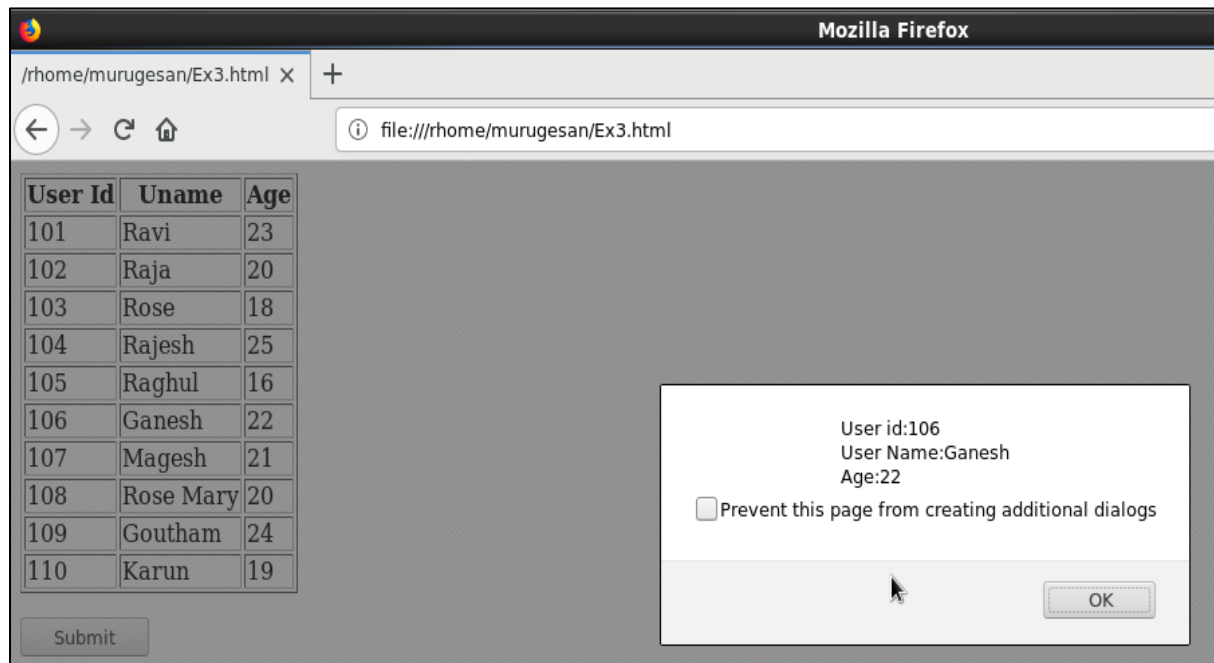 Mozilla Firefox
/rhome/murugesan/Ex3.html
file:///rhome/murugesan/Ex3.html
User Id Uname Age
101 Ravi 23
102 Raja 20
103 Rose 18
104 Rajesh 25
105 Raghul 16
106 Ganesh 22
107 Magesh 21
108 Rose Mary 20
109 Goutham 24
110 Karun 19
Submit
User id:106
User Name:Ganesh
Age:22
Prevent this page from creating additional dialogs
OK